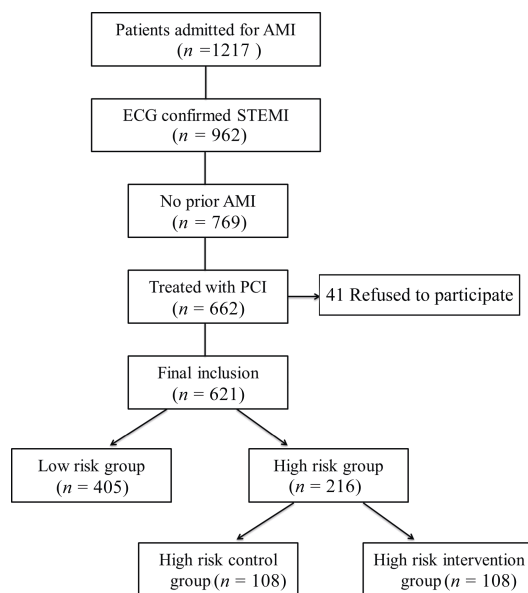 Patients admitted for AMI
(n =1217 )
ECG confirmed STEMI
(n = 962)
No prior AMI
(n = 769)
Treated with PCI
(n = 662)
41 Refused to participate
Final inclusion
(n = 621)
Low risk group
(n = 405)
High risk group
(n = 216)
High risk control
group (n = 108)
High risk intervention
group (n = 108)